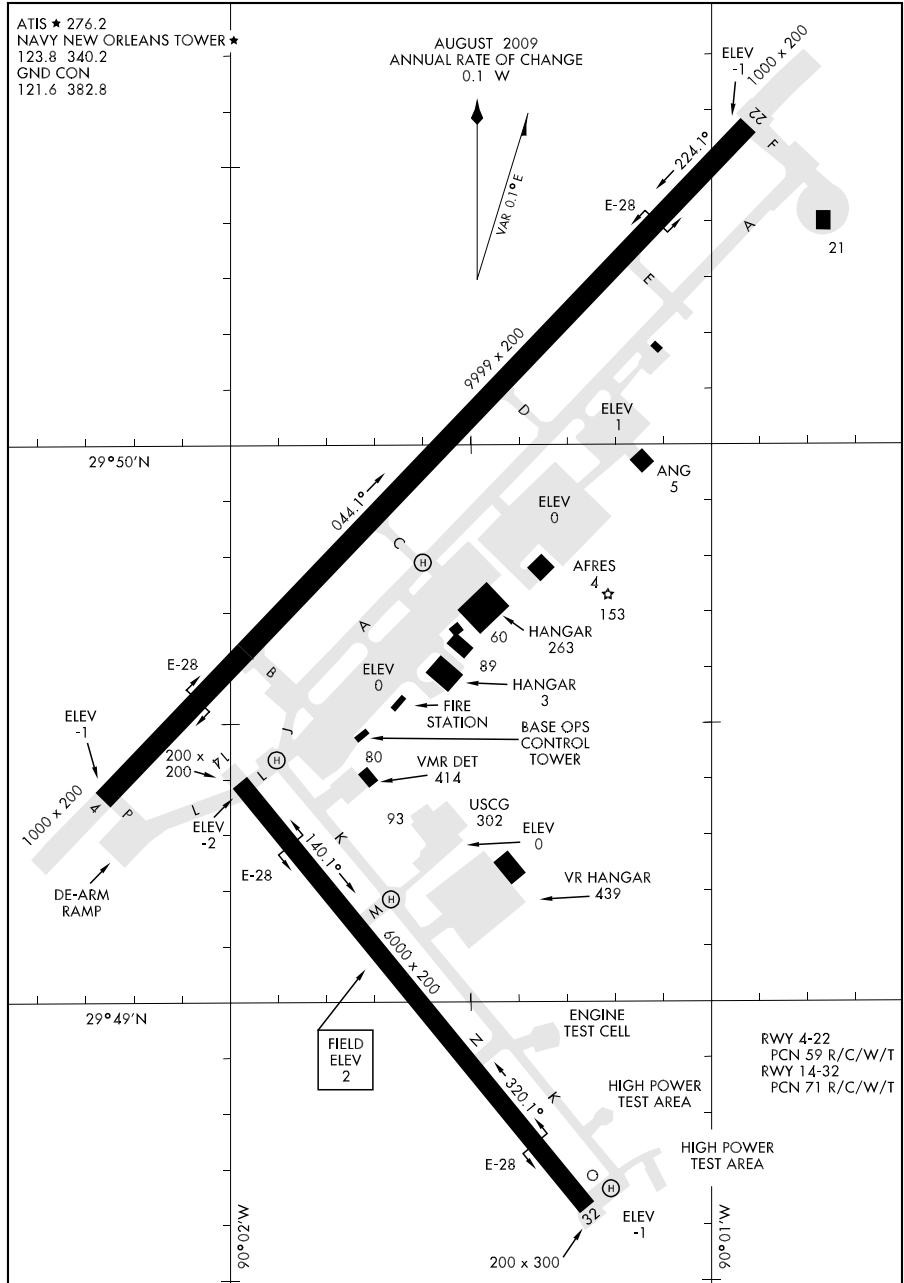 ATIS ★ 276.2
NAVY NEW ORLEANS TOWER ★
123.8 340.2
GND CON
121.6 382.8
AUGUST 2009
ANNUAL RATE OF CHANGE
0.1 W
VAR 0.1° E
ELEV
-1
1000 x 200
22
F
224.1°
E-28
A
21
E
9999 x 200
D
ELEV
1
29°50'N
ANG
5
044.1°
ELEV
0
C
H
AFRES
4
153
A
60
HANGAR
263
E-28
B
ELEV
0
89
HANGAR
3
ELEV
-1
FIRE
STATION
J
BASE OPS
CONTROL
TOWER
200 x
200
14
H
I
80
VMR DET
414
1000 x 200
4
P
L
ELEV
-2
93
USCG
302
K
ELEV
0
140.1°
E-28
DE-ARM
RAMP
VR HANGAR
439
M
H
6000 x 200
29°49'N
ENGINE
TEST CELL
FIELD
ELEV
2
N
RWY 4-22
PCN 59 R/C/W/T
RWY 14-32
PCN 71 R/C/W/T
320.1°
K
HIGH POWER
TEST AREA
HIGH POWER
TEST AREA
E-28
O
H
32
ELEV
-1
200 x 300
90°02'W
90°01'W